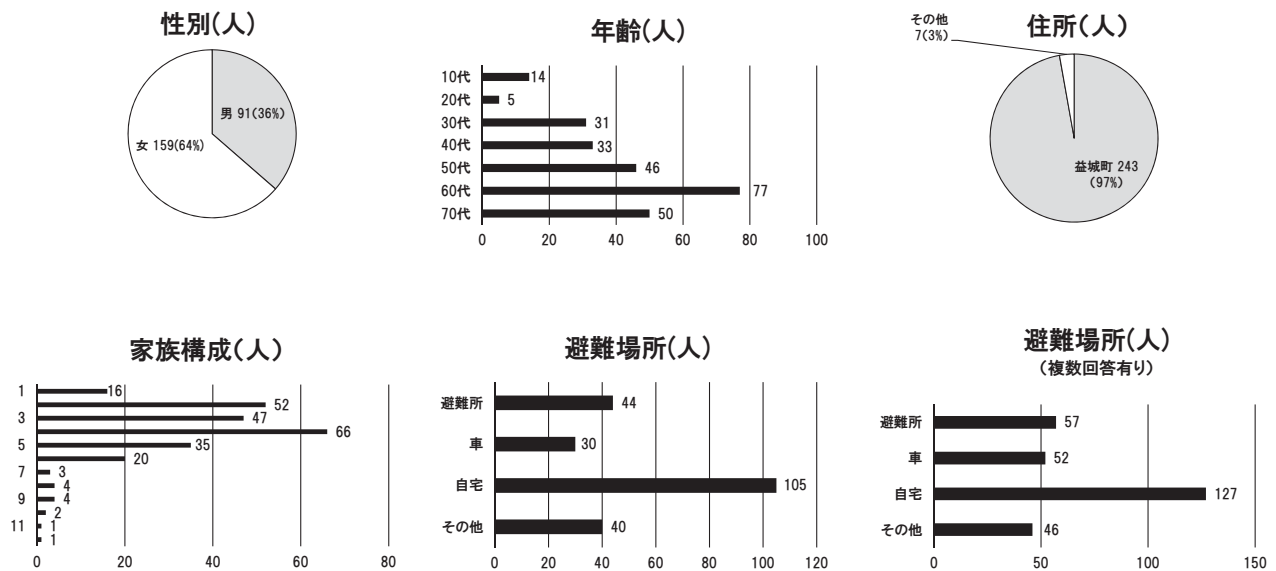 性別(人)
男 91(36%)
女 159(64%)
年齢(人)
10代 14
20代 5
30代 31
40代 33
50代 46
60代 77
70代 50
0 20 40 60 80 100
住所(人)
その他
7(3%)
益城町 243
(97%)
家族構成(人)
1 16
52
3 47
66
5 35
20
7 3
4
9 4
2
11 1
1
0 20 40 60 80
避難場所(人)
避難所 44
車 30
自宅 105
その他 40
0 20 40 60 80 100 120
避難場所(人)
(複数回答有り)
避難所 57
車 52
自宅 127
その他 46
0 50 100 150